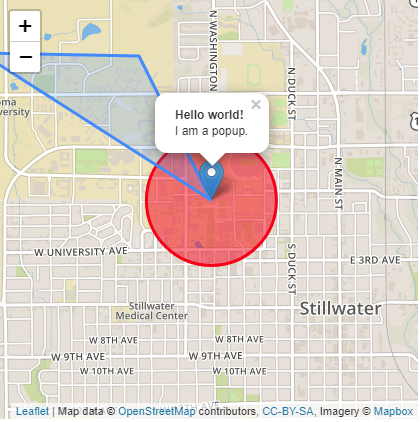 +
−
N WASHINGTON
N DUCK ST
oma
versity
×
Hello world!
I am a popup.
N MAIN ST
W UNIVERSITY AVE
S DUCK ST
E 3RD AVE
Stillwater
Medical Center
Stillwater
W 8TH AVE
W 8TH AVE
W 9TH AVE
W 9TH AVE
W 10TH AVE
W 10TH AVE
Leaflet | Map data © OpenStreetMap contributors, CC-BY-SA, Imagery © Mapbox